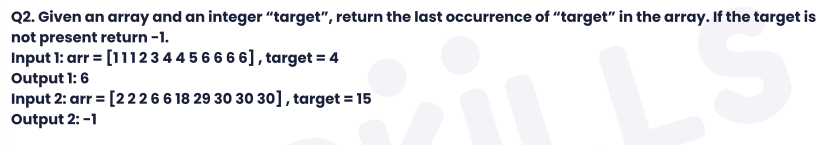 Q2. Given an array and an integer “target”, return the last occurrence of “target” in the array. If the target is
not present return -1.
Input 1: arr = [1 1 1 2 3 4 4 5 6 6 6 6] , target = 4
Output 1: 6
Input 2: arr = [2 2 2 6 6 18 29 30 30 30] , target = 15
Output 2: -1